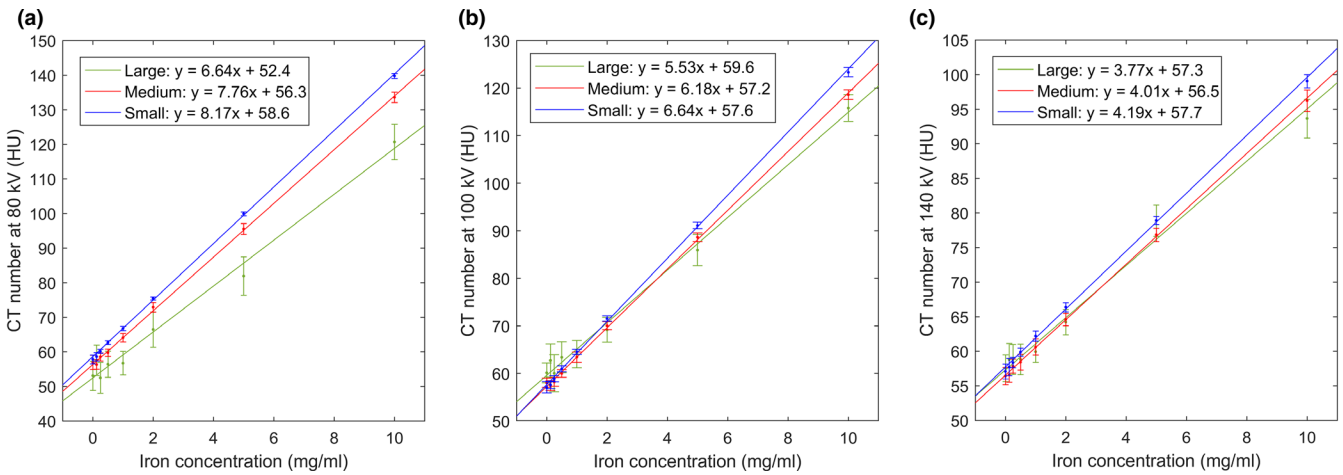 (a)
150
140
130
120
110
100
90
80
70
60
50
40
CT number at 80 kV (HU)
Large: y = 6.64x + 52.4
Medium: y = 7.76x + 56.3
Small: y = 8.17x + 58.6
0 2 4 6 8 10
Iron concentration (mg/ml)
(b)
130
120
110
100
90
80
70
60
50
CT number at 100 kV (HU)
Large: y = 5.53x + 59.6
Medium: y = 6.18x + 57.2
Small: y = 6.64x + 57.6
0 2 4 6 8 10
Iron concentration (mg/ml)
(c)
105
100
95
90
85
80
75
70
65
60
55
50
CT number at 140 kV (HU)
Large: y = 3.77x + 57.3
Medium: y = 4.01x + 56.5
Small: y = 4.19x + 57.7
0 2 4 6 8 10
Iron concentration (mg/ml)